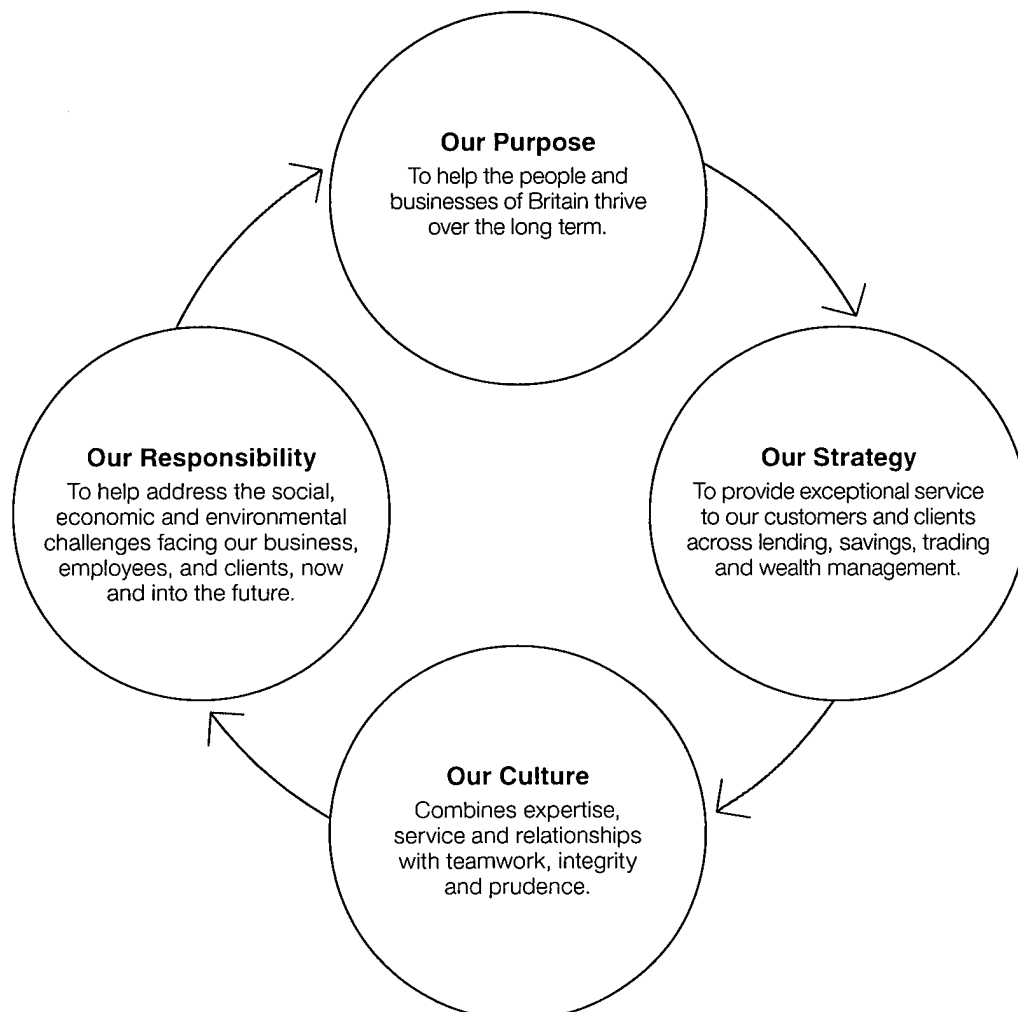 Our Purpose
To help the people and
businesses of Britain thrive
over the long term.
Our Strategy
To provide exceptional service
to our customers and clients
across lending, savings, trading
and wealth management.
Our Culture
Combines expertise,
service and relationships
with teamwork, integrity
and prudence.
Our Responsibility
To help address the social,
economic and environmental
challenges facing our business,
employees, and clients, now
and into the future.